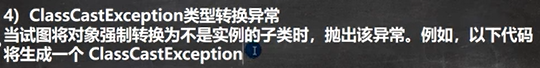 4）ClassCastException类型转换异常
当试图将对象强制转换为不是实例的子类时，抛出该异常。例如，以下代码
将生成一个 ClassCastException